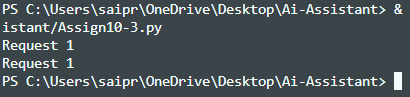 PS C:\Users\saipr\OneDrive\Desktop\Ai-Assistant> &
istant/Assign10-3.py
Request 1
Request 1
PS C:\Users\saipr\OneDrive\Desktop\Ai-Assistant>